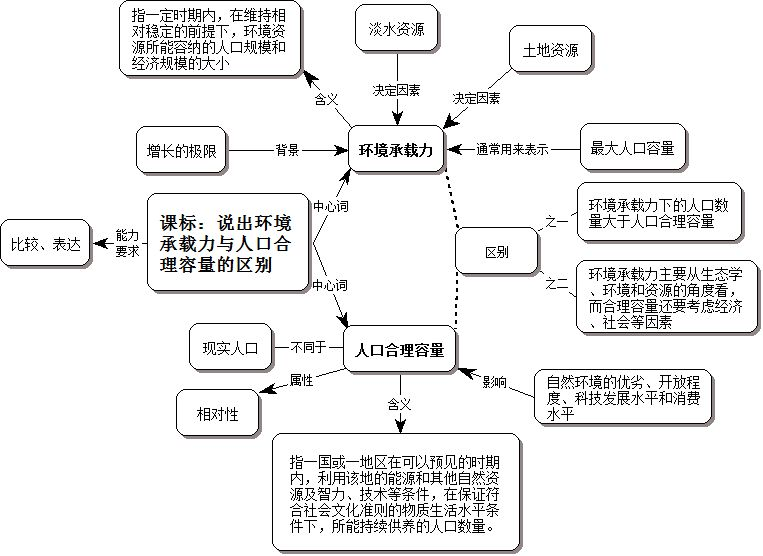 指一定时期内，在维持相
对稳定的前提下，环境资
源所能容纳的人口规模和
经济规模的大小
淡水资源
土地资源
含义
决定因素
决定因素
增长的极限
背景
环境承载力
通常用来表示
最大人口容量
比较、表达
能力
要求
课标：说出环境
承载力与人口合
理容量的区别
中心词
中心词
区别
之一
环境承载力下的人口数
量大于人口合理容量
之二
环境承载力主要从生态学
、环境和资源的角度看，
而合理容量还要考虑经济
、社会等因素
现实人口
不同于
人口合理容量
属性
相对性
含义
影响
自然环境的优劣、开放程
度、科技发展水平和消费
水平
指一国或一地区在可以预见的时期
内，利用该地的能源和其他自然资
源及智力、技术等条件，在保证符
合社会文化准则的物质生活水平条
件下，所能持续供养的人口数量。